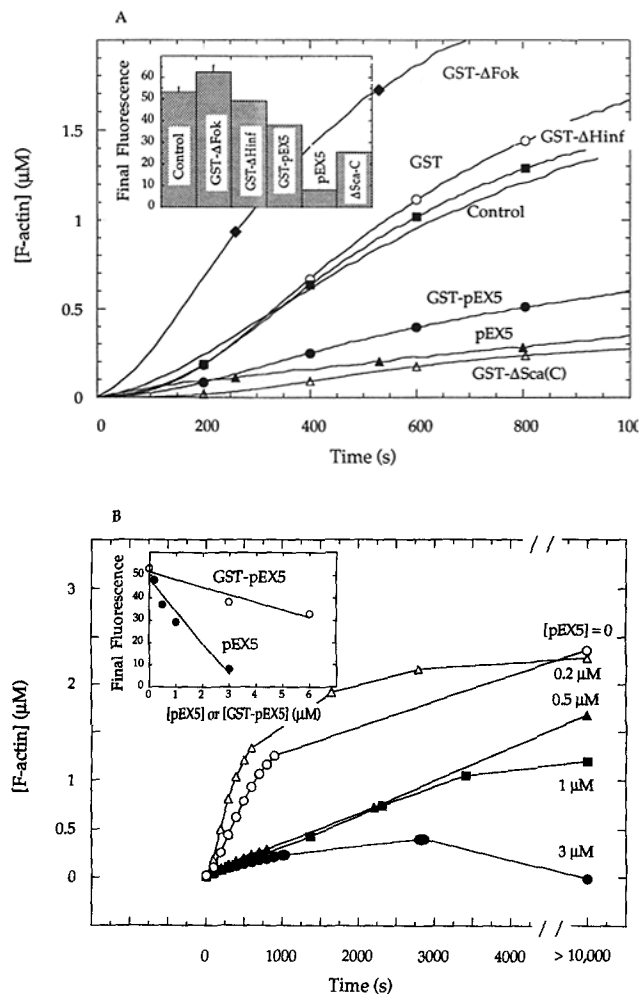 A
Final Fluorescence
60
50
40
30
20
10
0
Control
GST-ΔFok
GST-ΔHinf
GST-pEX5
pEX5
ΔSca-C
GST-ΔFok
GST
GST-ΔHinf
Control
GST-pEX5
pEX5
GST-ΔSca(C)
[F-actin] (µM)
1.5
1
0.5
0
0 200 400 600 800 100
Time (s)
B
Final Fluorescence
50
40
30
20
10
0
GST-pEX5
pEX5
0 1 2 3 4 5 6
[pEX5] or [GST-pEX5] (µM)
[pEX5] = 0
0.2 µM
0.5 µM
1 µM
3 µM
[F-actin] (µM)
3
2
1
0.5
0
0 1000 2000 3000 4000 > 10,000
Time (s)